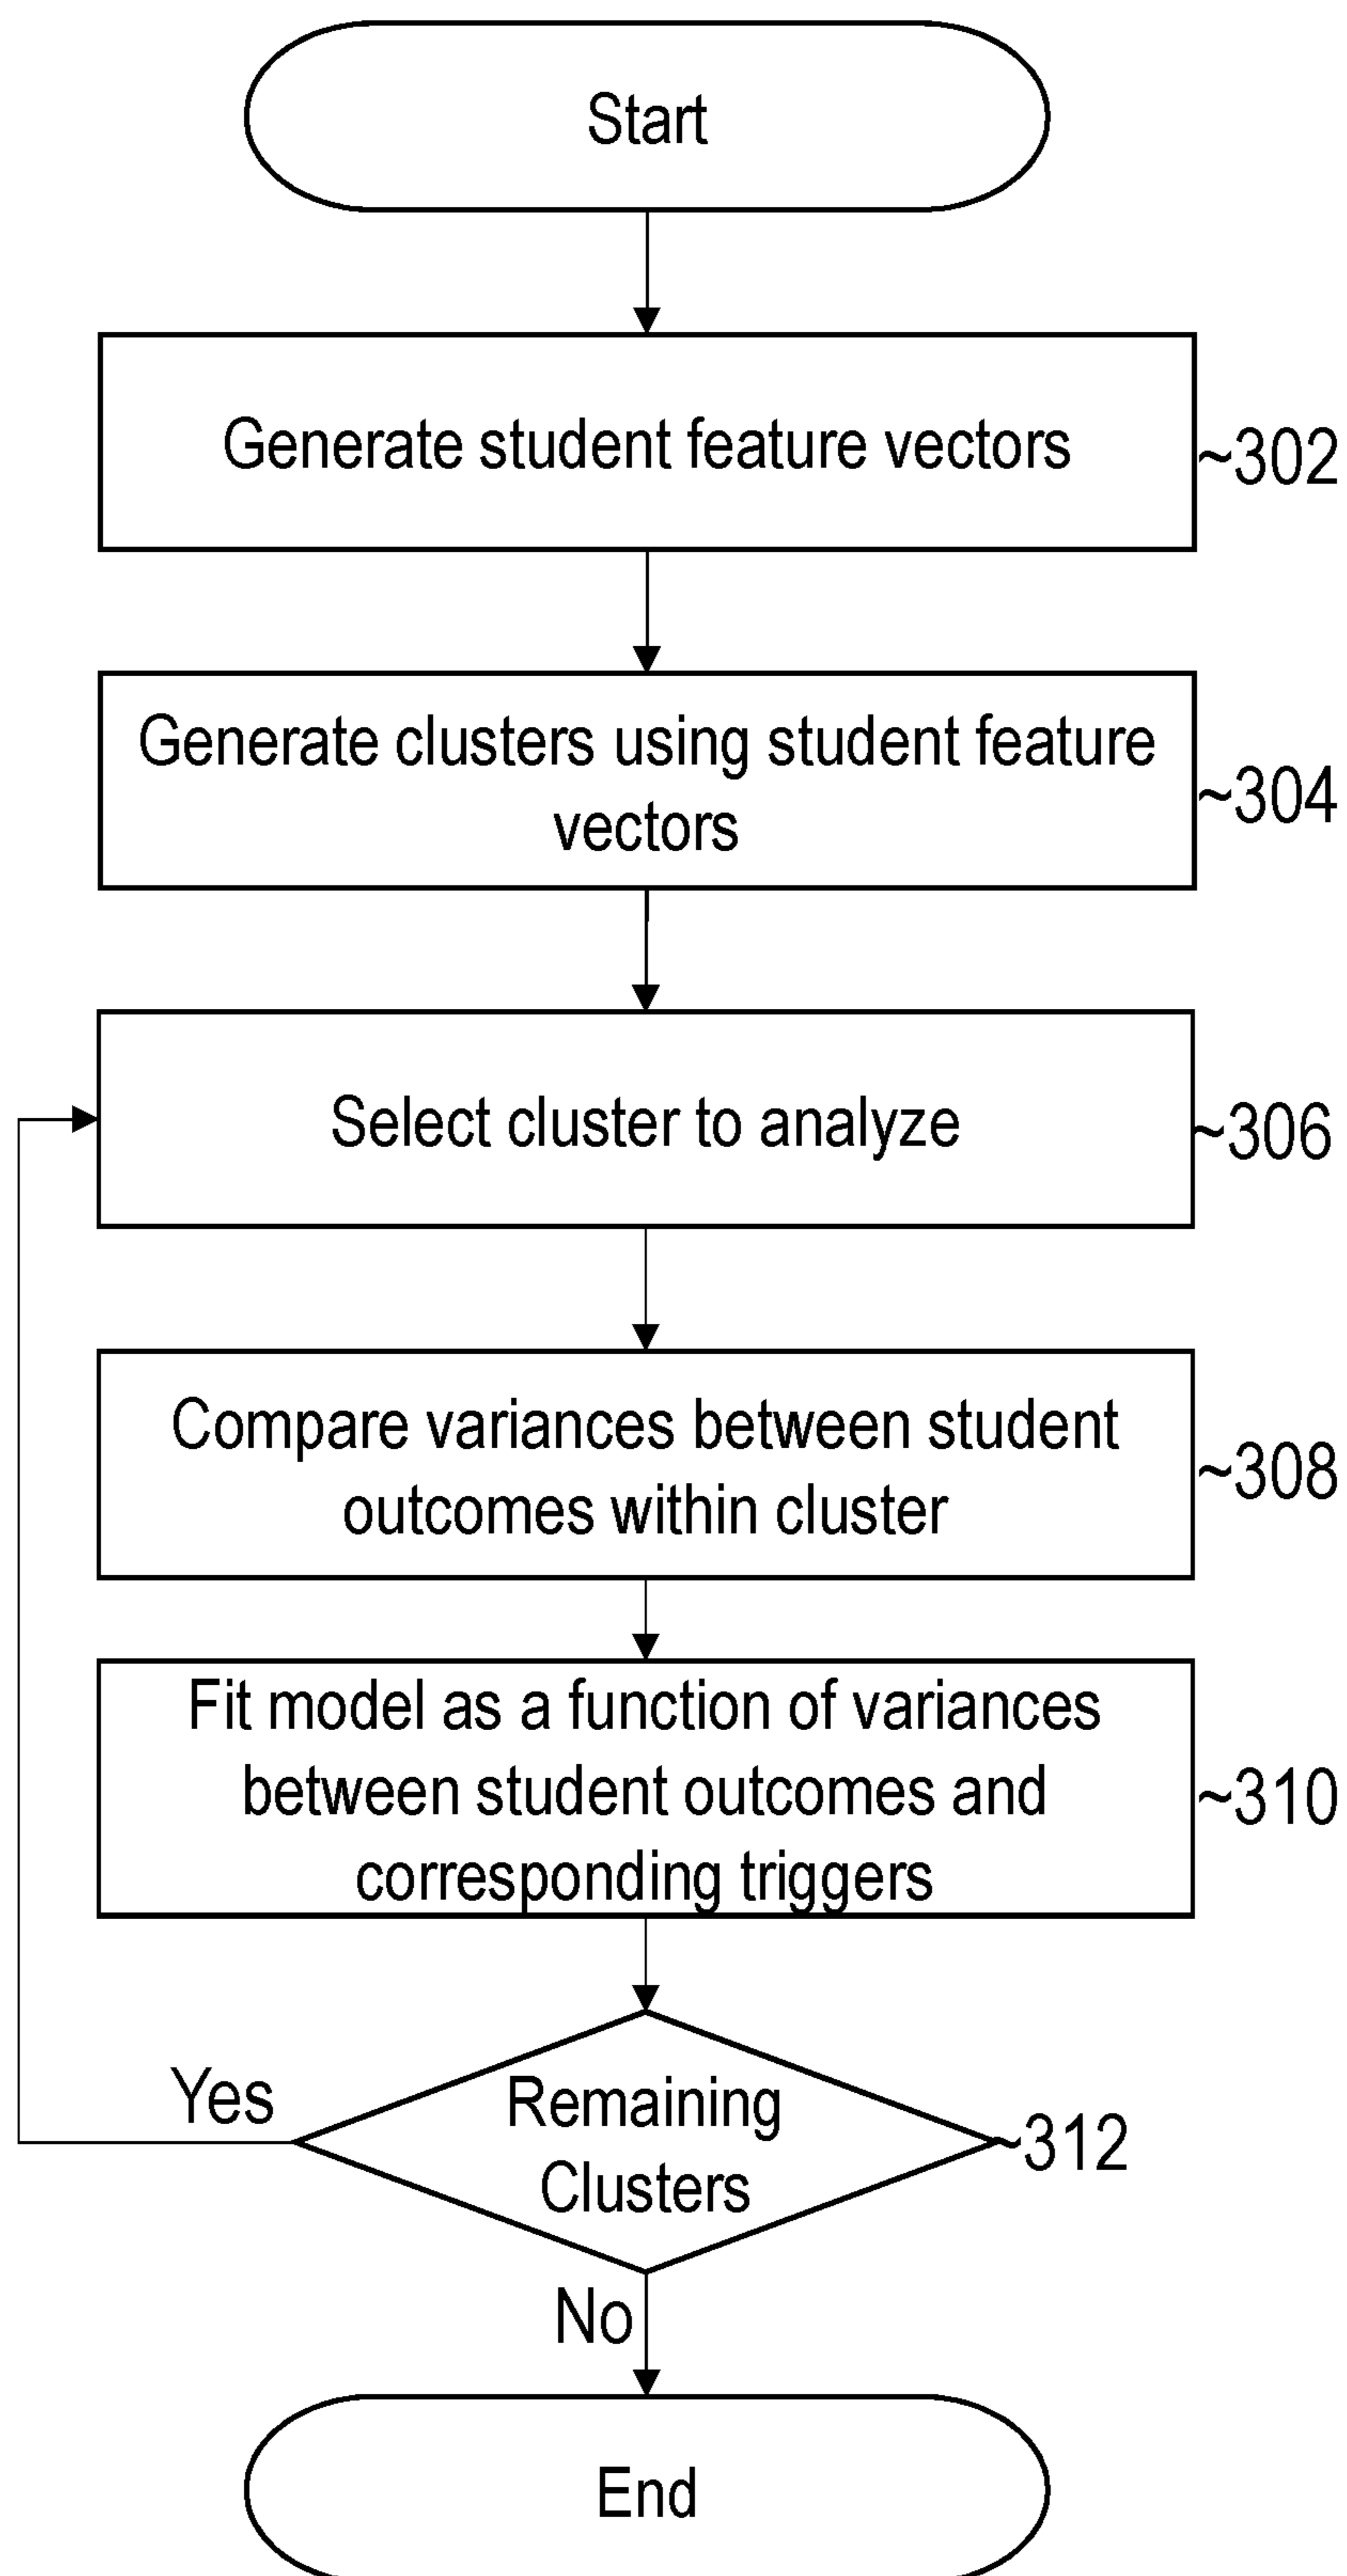 Start
Generate student feature vectors
~302
Generate clusters using student feature
vectors
~304
Select cluster to analyze
~306
Compare variances between student
outcomes within cluster
~308
Fit model as a function of variances
between student outcomes and
corresponding triggers
~310
Yes
Remaining
Clusters
~312
No
End